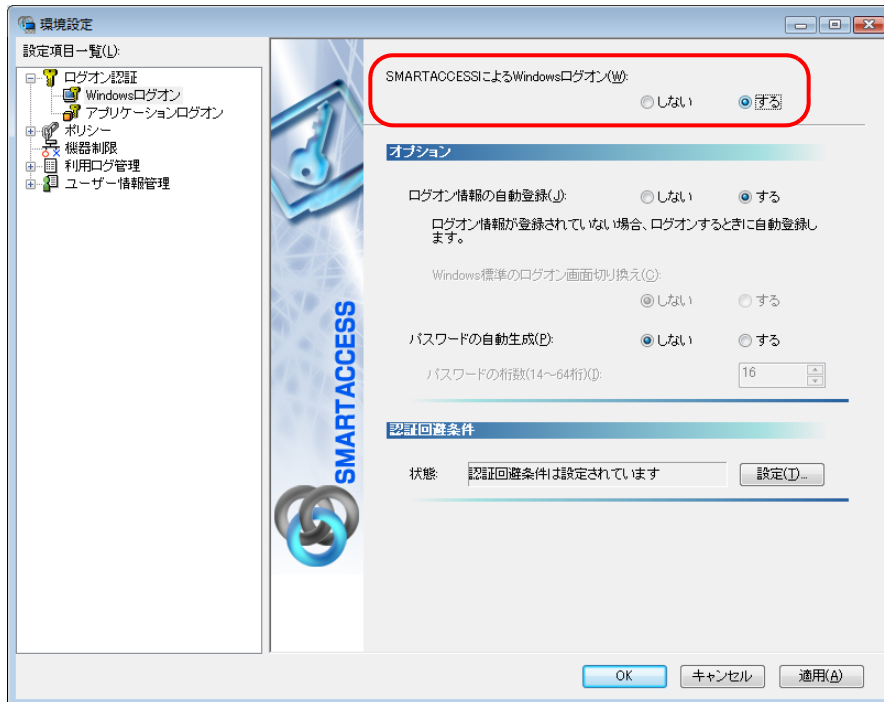 環境設定
設定項目一覧(L):
ログオン認証
Windowsログオン
アプリケーションログオン
ポリシー
機器制限
利用ログ管理
ユーザー情報管理
SMARTACCESS
SMARTACCESSによるWindowsログオン(W):
しない する
オプション
ログオン情報の自動登録(J): しない する
ログオン情報が登録されていない場合、ログオンするときに自動登録し
ます。
Windows標準のログオン画面切り換え(C):
しない する
パスワードの自動生成(P): しない する
パスワードの桁数(14～64桁)(I): 16
認証回避条件
状態: 認証回避条件は設定されています 設定(T)...
OK キャンセル 適用(A)